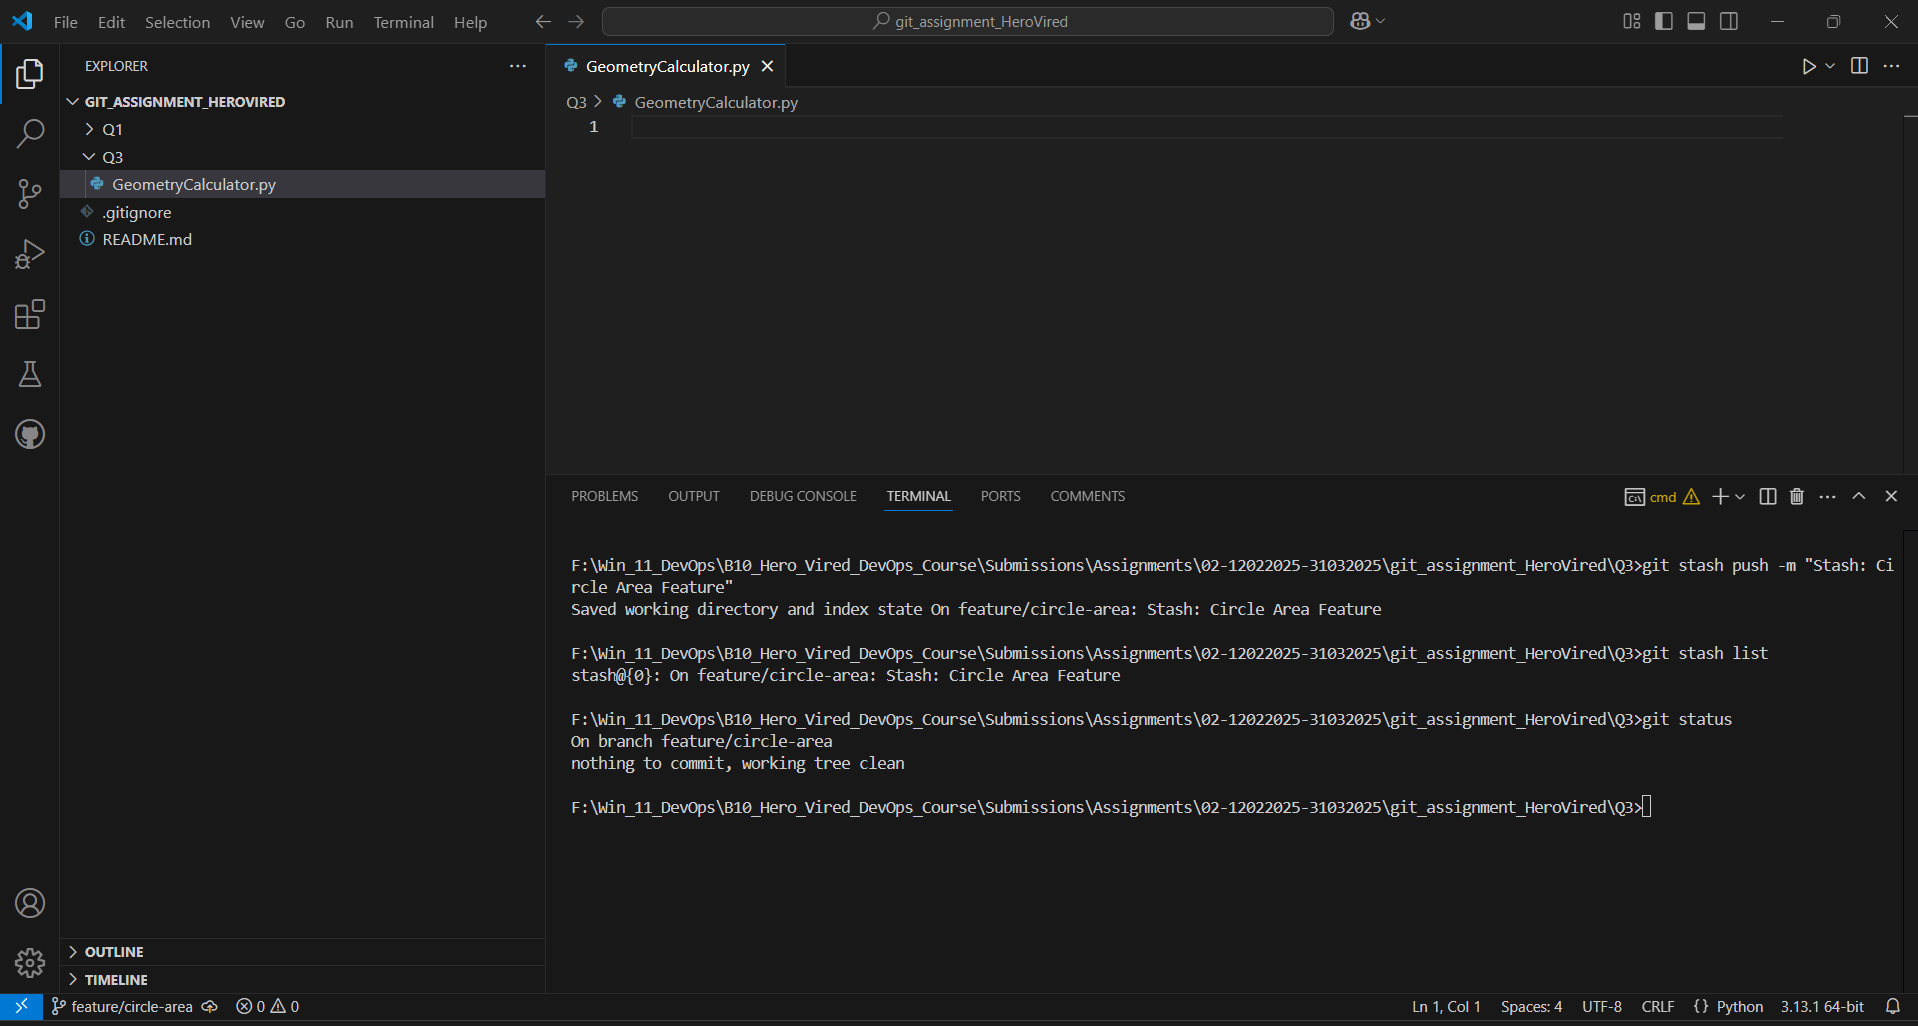 File Edit Selection View Go Run Terminal Help
git_assignment_HeroVired
EXPLORER
GIT_ASSIGNMENT_HEROVIRED
Q1
Q3
GeometryCalculator.py
.gitignore
README.md
OUTLINE
TIMELINE
GeometryCalculator.py
Q3 > GeometryCalculator.py
1
PROBLEMS OUTPUT DEBUG CONSOLE TERMINAL PORTS COMMENTS
cmd
F:\Win_11_DevOps\B10_Hero_Vired_DevOps_Course\Submissions\Assignments\02-12022025-31032025\git_assignment_HeroVired\Q3>git stash push -m "Stash: Ci
rcle Area Feature"
Saved working directory and index state On feature/circle-area: Stash: Circle Area Feature
F:\Win_11_DevOps\B10_Hero_Vired_DevOps_Course\Submissions\Assignments\02-12022025-31032025\git_assignment_HeroVired\Q3>git stash list
stash@{0}: On feature/circle-area: Stash: Circle Area Feature
F:\Win_11_DevOps\B10_Hero_Vired_DevOps_Course\Submissions\Assignments\02-12022025-31032025\git_assignment_HeroVired\Q3>git status
On branch feature/circle-area
nothing to commit, working tree clean
F:\Win_11_DevOps\B10_Hero_Vired_DevOps_Course\Submissions\Assignments\02-12022025-31032025\git_assignment_HeroVired\Q3>
feature/circle-area 0 0 Ln 1, Col 1 Spaces: 4 UTF-8 CRLF {} Python 3.13.1 64-bit